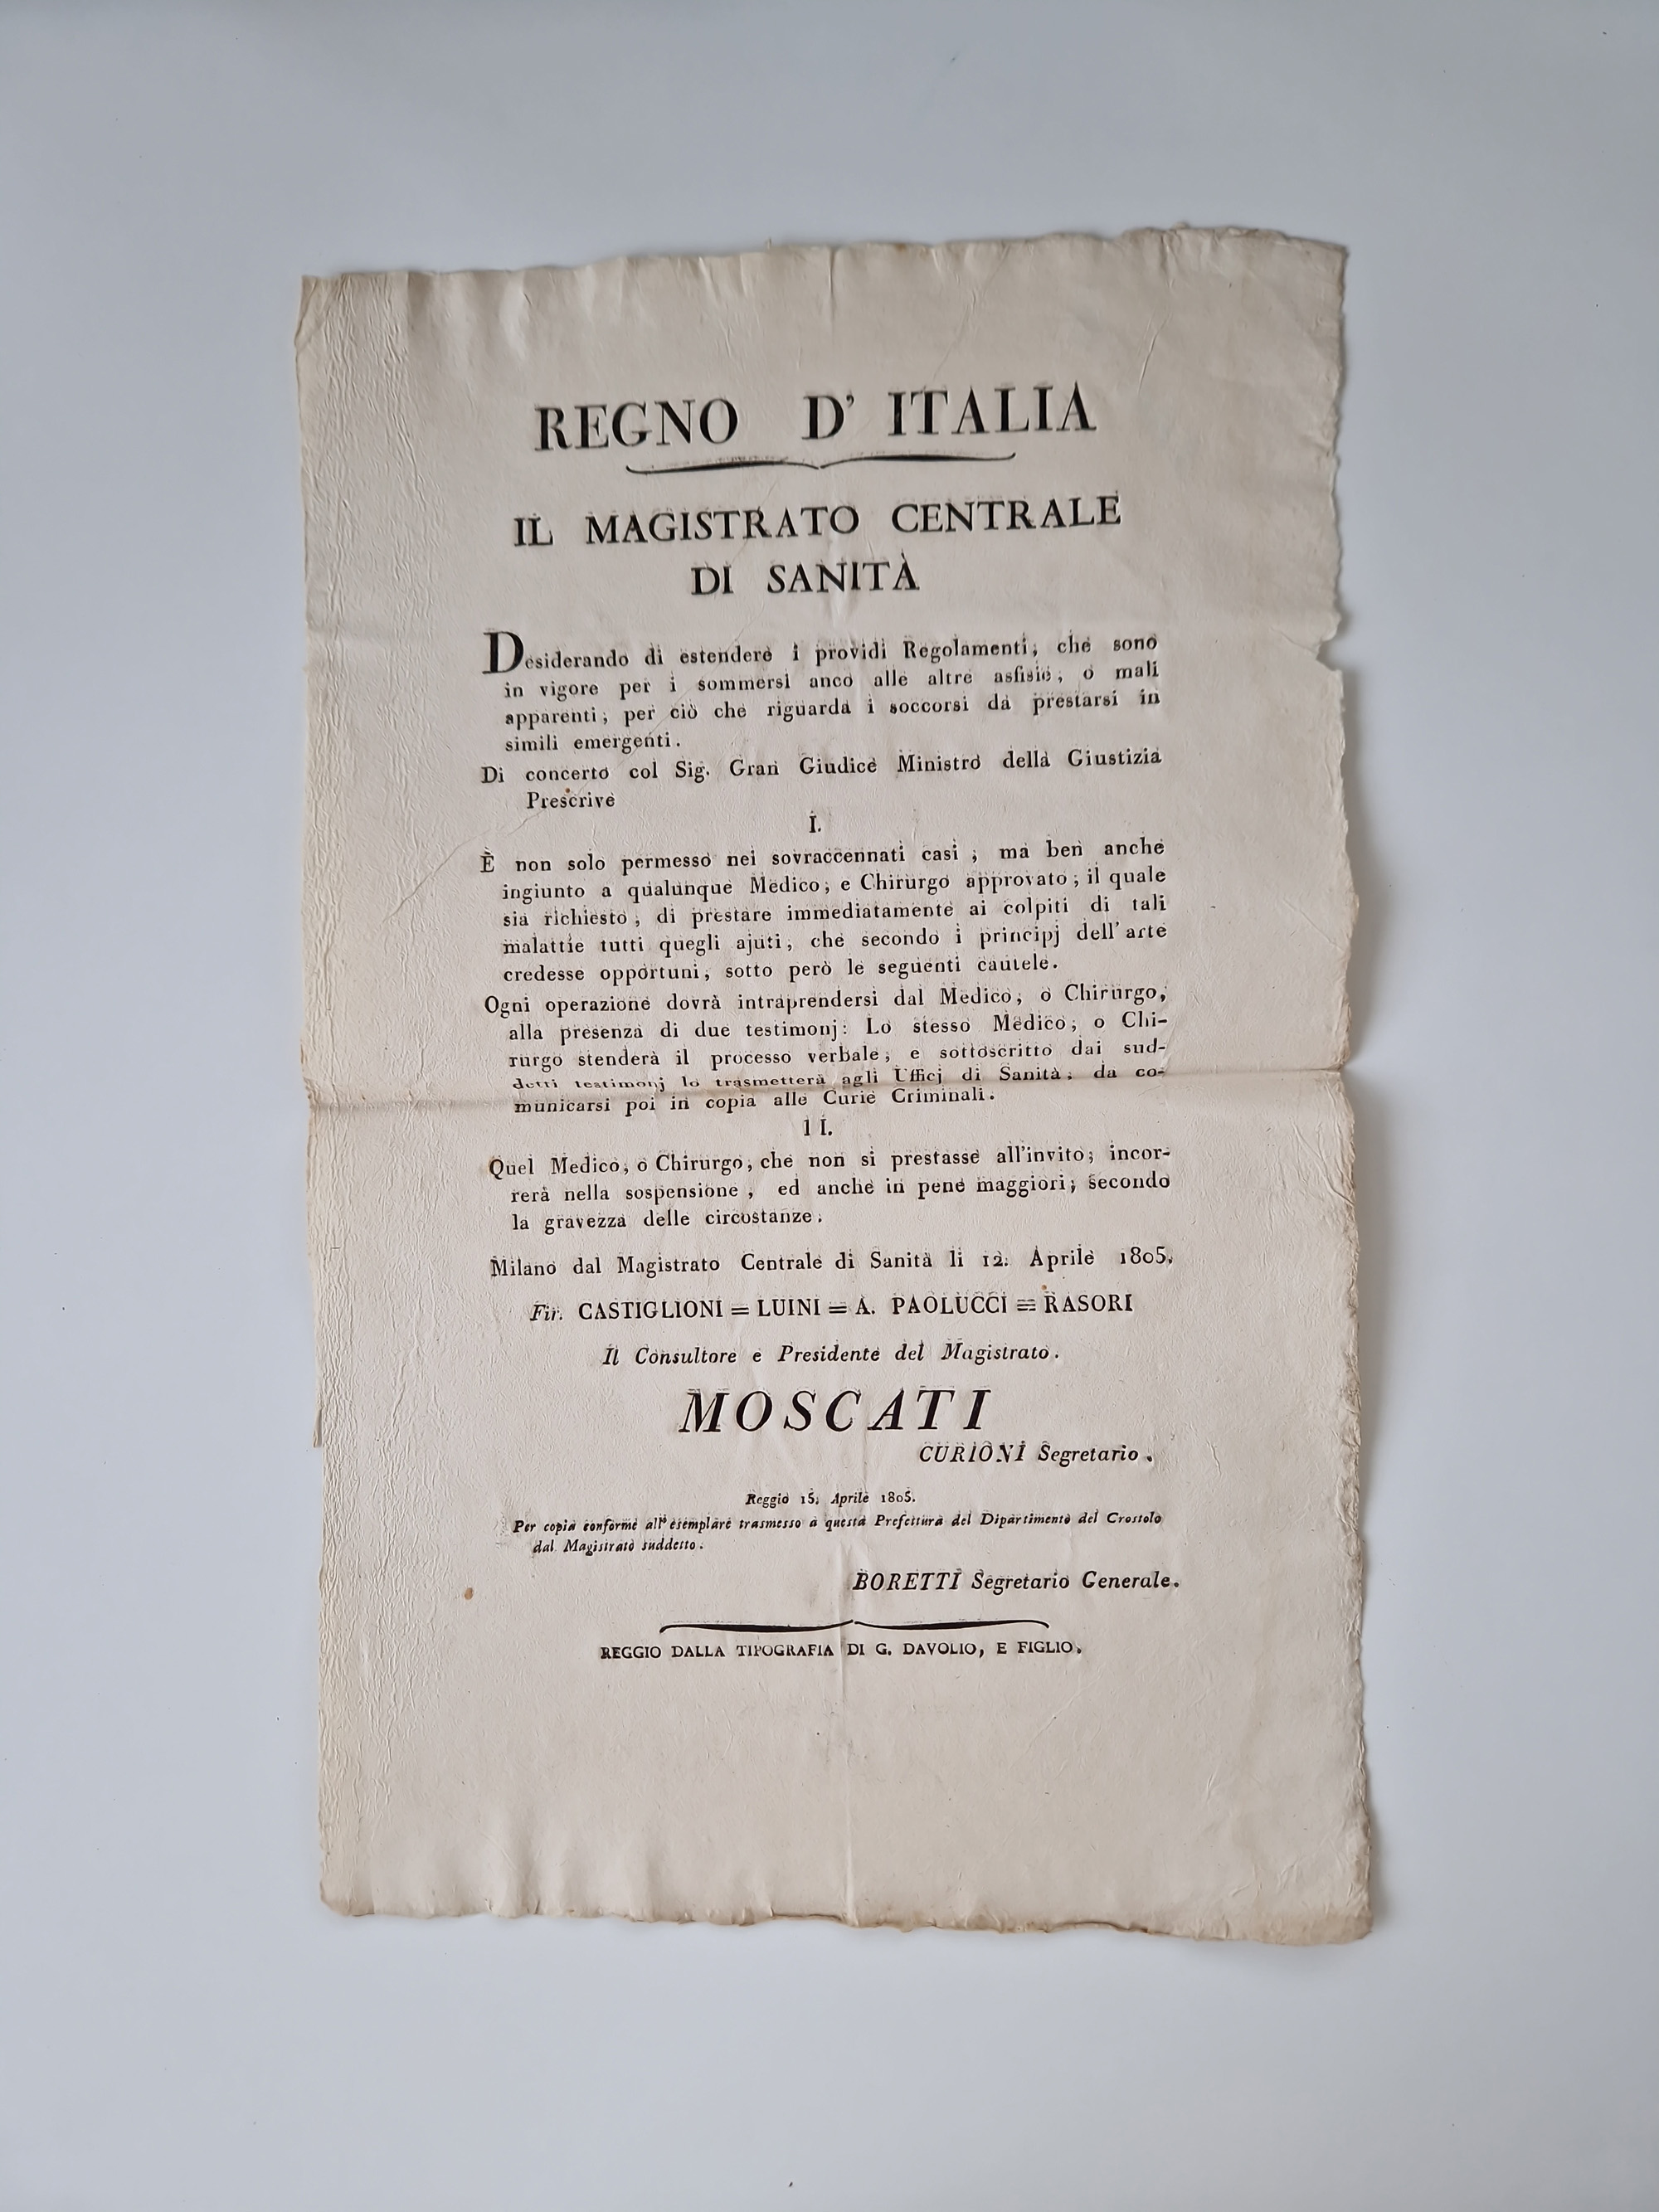 REGNO D' ITALIA
IL MAGISTRATO CENTRALE
DI SANITÀ
Desiderando di estendere i providi Regolamenti, che sono
in vigore per i sommersi anco alle altre asfisie, o mali
apparenti, per ciò che riguarda i soccorsi da prestarsi in
simili emergenti.
Di concerto col Sig. Gran Giudice Ministro della Giustizia
Prescrive
I.
È non solo permesso nei sovraccennati casi, ma ben anche
ingiunto a qualunque Medico, e Chirurgo approvato, il quale
sia richiesto, di prestare immediatamente ai colpiti di tali
malattie tutti quegli ajuti, che secondo i principj dell'arte
credesse opportuni, sotto però le seguenti cautele.
Ogni operazione dovrà intraprendersi dal Medico, o Chirurgo,
alla presenza di due testimonj: Lo stesso Medico, o Chi-
rurgo stenderà il processo verbale, e sottoscritto dai sud-
detti testimonj lo trasmetterà agli Ufficj di Sanità, da co-
municarsi poi in copia alle Curie Criminali.
II.
Quel Medico, o Chirurgo, che non si prestasse all'invito, incor-
rerà nella sospensione, ed anche in pene maggiori, secondo
la gravezza delle circostanze.
Milano dal Magistrato Centrale di Sanità li 12. Aprile 1805.
Fir. CASTIGLIONI = LUINI = A. PAOLUCCI = RASORI
Il Consultore e Presidente del Magistrato.
MOSCATI
CURIONI Segretario.
Reggio 15. Aprile 1805.
Per copia conforme all'esemplare trasmesso a questa Prefettura del Dipartimento del Crostolo
dal Magistrato suddetto.
BORETTI Segretario Generale.
REGGIO DALLA TIPOGRAFIA DI G. DAVOLIO, E FIGLIO.